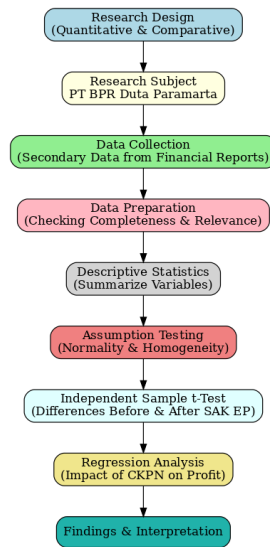 Research Design
(Quantitative & Comparative)
Research Subject
PT BPR Duta Paramarta
Data Collection
(Secondary Data from Financial Reports)
Data Preparation
(Checking Completeness & Relevance)
Descriptive Statistics
(Summarize Variables)
Assumption Testing
(Normality & Homogeneity)
Independent Sample t-Test
(Differences Before & After SAK EP)
Regression Analysis
(Impact of CKPN on Profit)
Findings & Interpretation